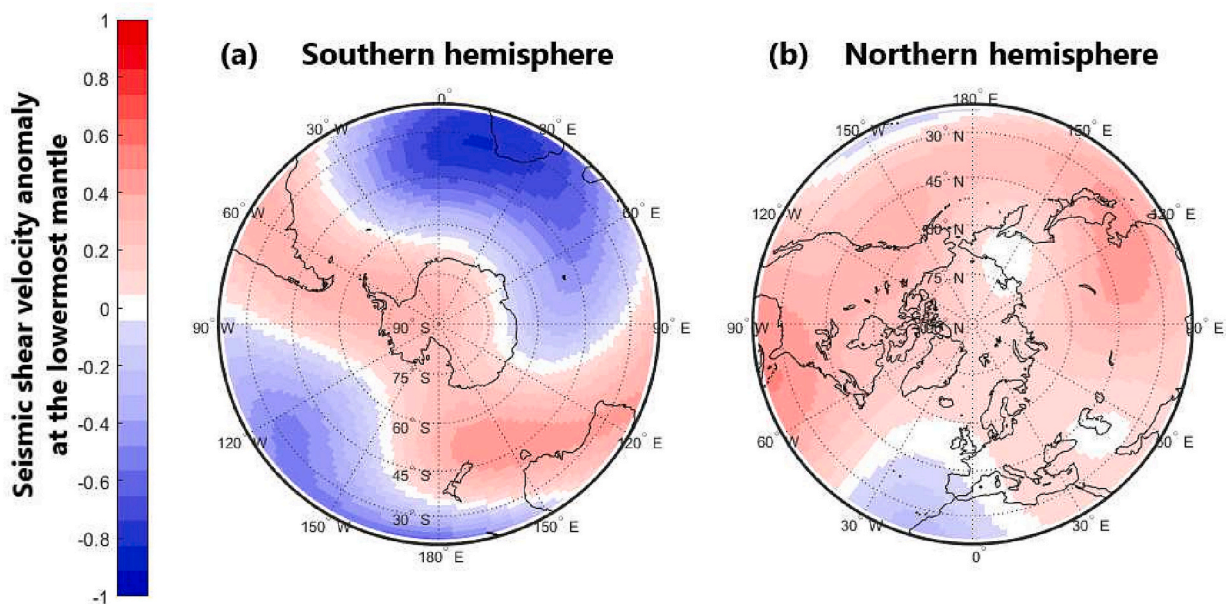 Seismic shear velocity anomaly
at the lowermost mantle
1
0.8
0.6
0.4
0.2
0
-0.2
-0.4
-0.6
-0.8
-1
(a) Southern hemisphere
0°
30° W
30° E
60° W
60° E
90° W
90° S
90° E
75° S
60° S
120° W
120° E
45° S
30° S
150° W
150° E
180° E
(b) Northern hemisphere
180° E
150° W
30° N
150° E
45° N
120° W
60° N
120° E
75° N
90° W
90° N
90° E
60° W
60° E
30° W
30° E
0°